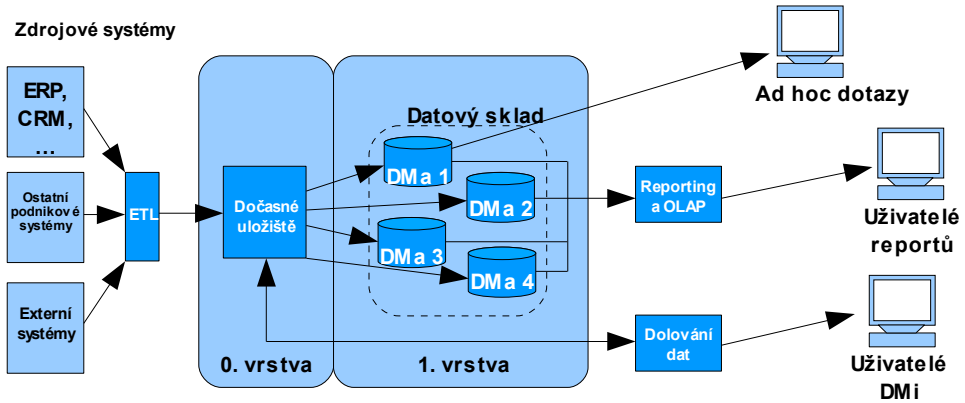 Zdrojové systémy
ERP,
CRM,
...
Ostatní
podnikové
systémy
Externí
systémy
ETL
Dočasné
uložiště
0. vrstva
Datový sklad
DMa 1
DMa 2
DMa 3
DMa 4
1. vrstva
Reporting
a OLAP
Dolování
dat
Ad hoc dotazy
Uživatelé
reportů
Uživatelé
DMi